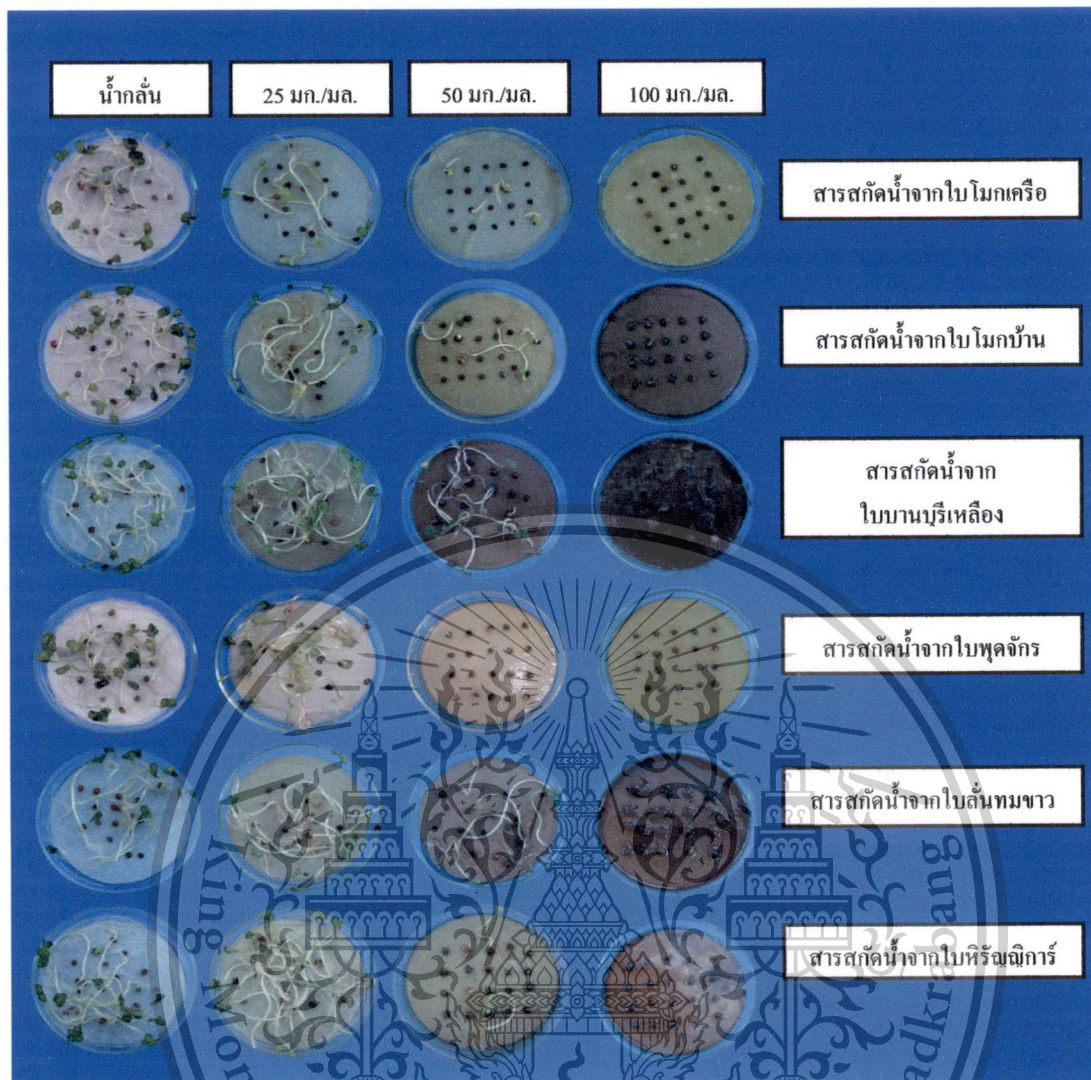 น้ำกลั่น
25 มก./มล.
50 มก./มล.
100 มก./มล.
สารสกัดน้ำจากใบโมกเครือ
สารสกัดน้ำจากใบโมกบ้าน
สารสกัดน้ำจาก
ใบบานบุรีเหลือง
สารสกัดน้ำจากใบพุดจักร
สารสกัดน้ำจากใบลั่นทมขาว
สารสกัดน้ำจากใบหิรัญญิการ์
King Mon
adkrabang